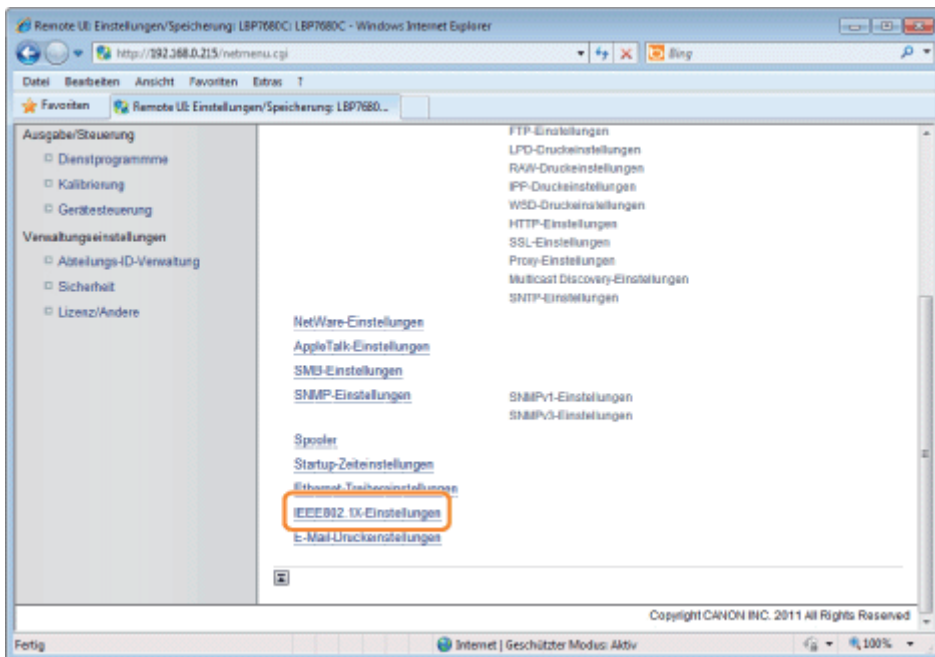 Remote UI: Einstellungen/Speicherung: LBP7680C: LBP7680C - Windows Internet Explorer
http://192.168.0.215/netmenu.cgi
Bing
Datei Bearbeiten Ansicht Favoriten Extras ?
Favoriten
Remote UI: Einstellungen/Speicherung: LBP7680...
Ausgabe/Steuerung
Dienstprogrammme
Kalibrierung
Gerätesteuerung
Verwaltungseinstellungen
Abteilungs-ID-Verwaltung
Sicherheit
Lizenz/Andere
FTP-Einstellungen
LPD-Druckeinstellungen
RAW-Druckeinstellungen
IPP-Druckeinstellungen
WSD-Druckeinstellungen
HTTP-Einstellungen
SSL-Einstellungen
Proxy-Einstellungen
Multicast Discovery-Einstellungen
SNTP-Einstellungen
NetWare-Einstellungen
AppleTalk-Einstellungen
SMB-Einstellungen
SNMP-Einstellungen
SNMPv1-Einstellungen
SNMPv3-Einstellungen
Spooler
Startup-Zeiteinstellungen
Ethernet-Treibereinstellungen
IEEE802.1X-Einstellungen
E-Mail-Druckeinstellungen
Copyright CANON INC. 2011 All Rights Reserved
Fertig
Internet | Geschützter Modus: Aktiv
100%